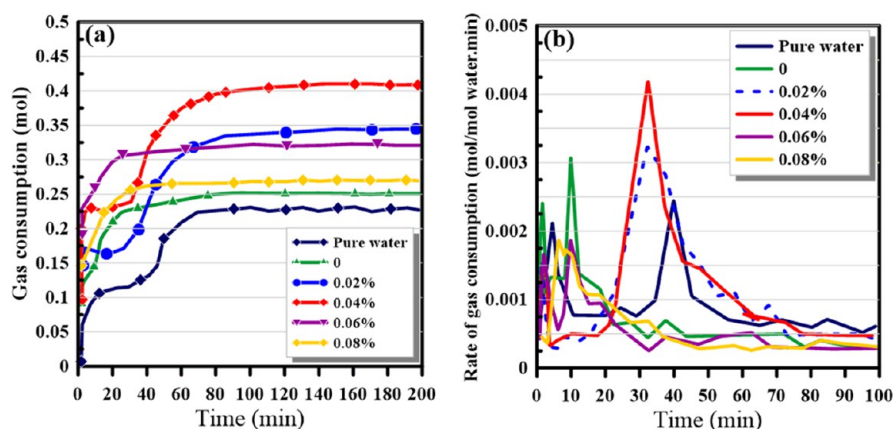 (a)
Gas consumption (mol)
0.5
0.45
0.4
0.35
0.3
0.25
0.2
0.15
0.1
0.05
0
Pure water
0
0.02%
0.04%
0.06%
0.08%
0 20 40 60 80 100 120 140 160 180 200
Time (min)
(b)
Rate of gas consumption (mol/mol water.min)
0.005
0.004
0.003
0.002
0.001
0
Pure water
0
0.02%
0.04%
0.06%
0.08%
0 10 20 30 40 50 60 70 80 90 100
Time (min)